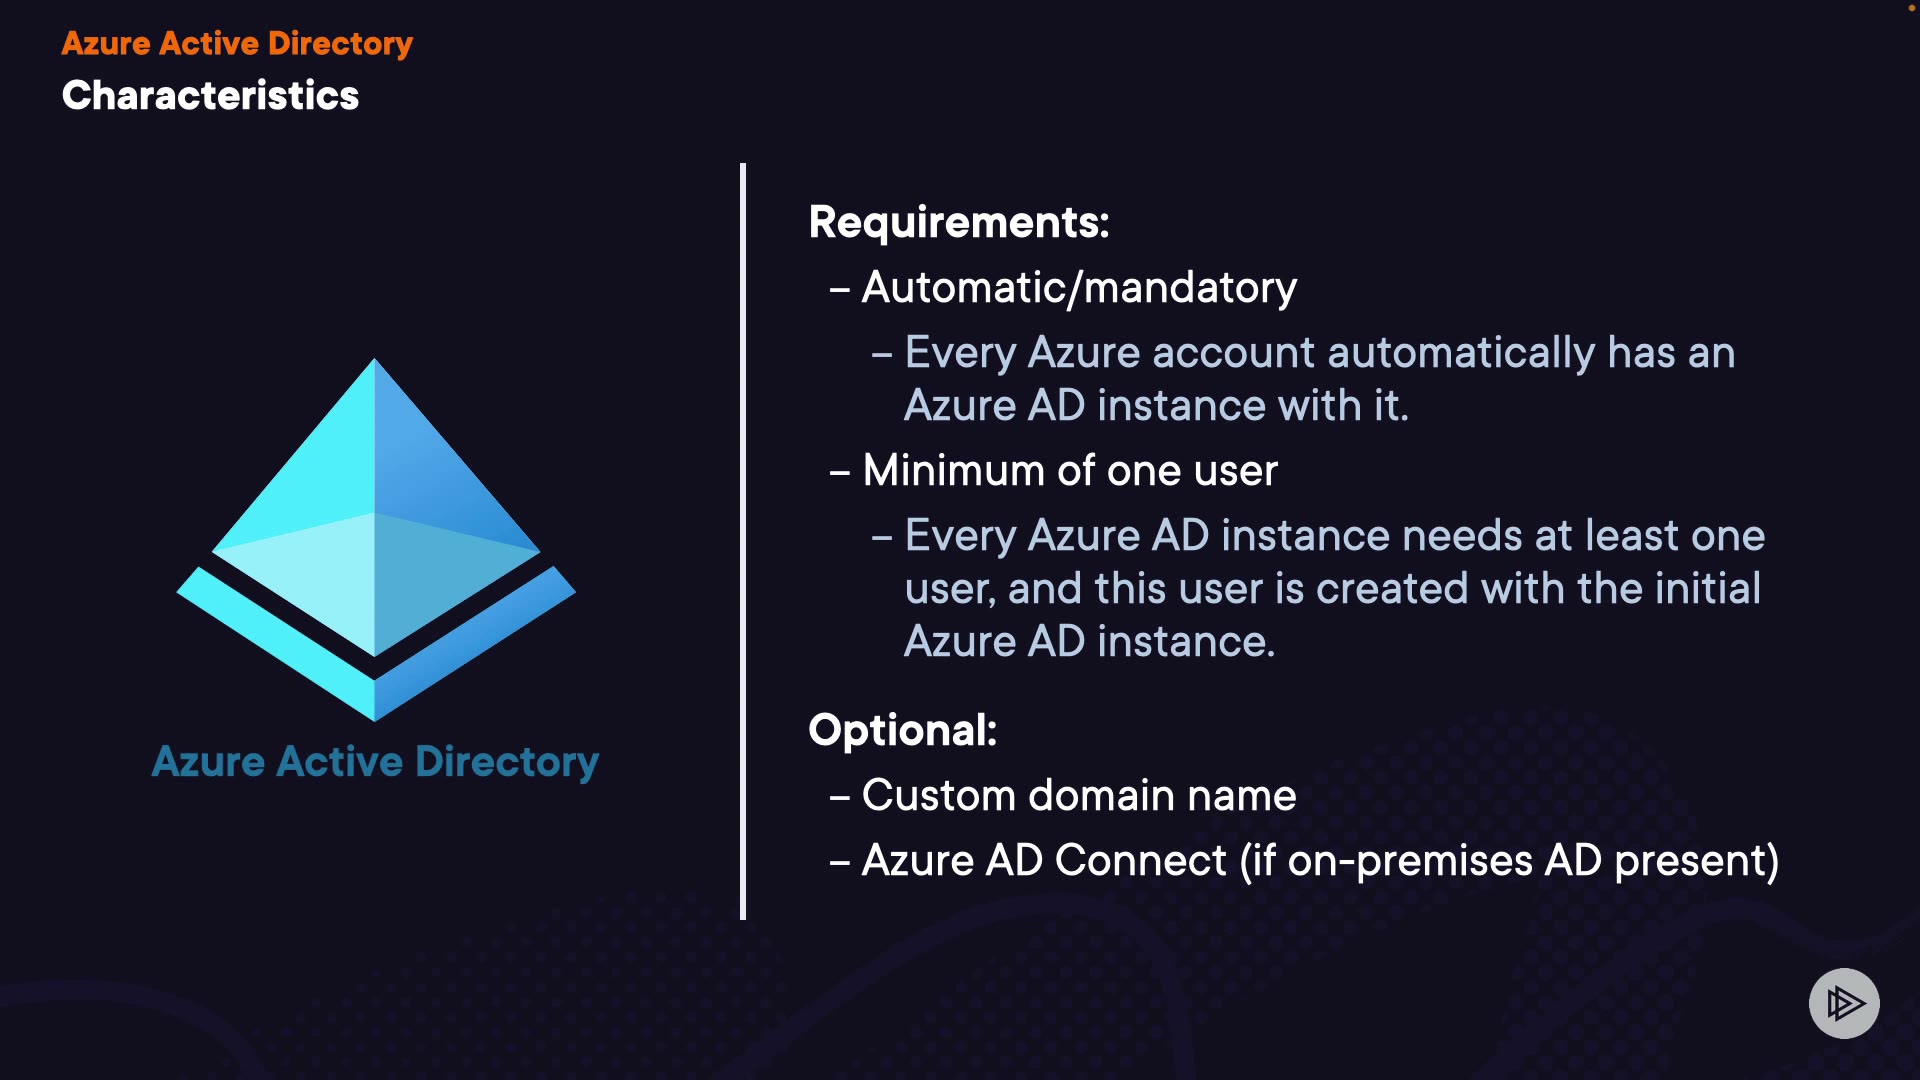 Azure Active Directory
Characteristics
Requirements:
– Automatic/mandatory
– Every Azure account automatically has an
Azure AD instance with it.
– Minimum of one user
– Every Azure AD instance needs at least one
user, and this user is created with the initial
Azure AD instance.
Optional:
– Custom domain name
– Azure AD Connect (if on-premises AD present)
Azure Active Directory